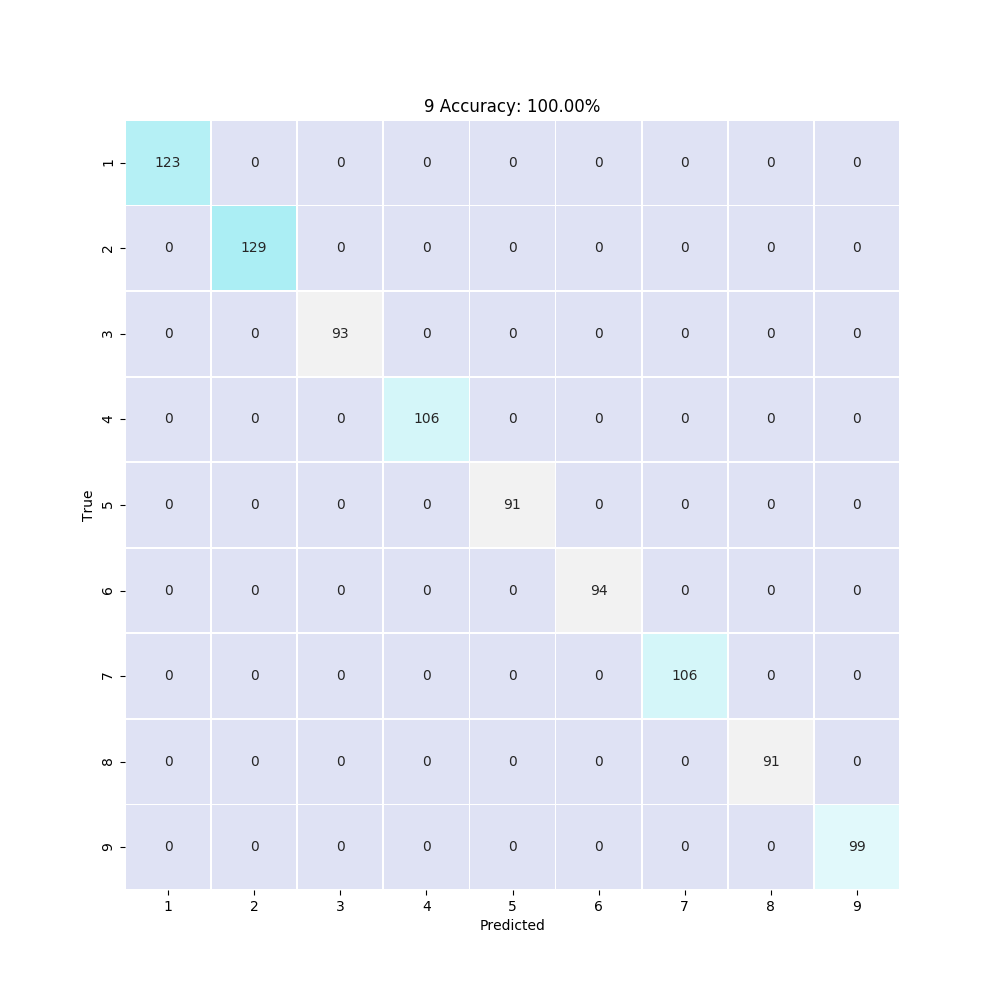 9 Accuracy: 100.00%
1 123 0 0 0 0 0 0 0 0
2 0 129 0 0 0 0 0 0 0
3 0 0 93 0 0 0 0 0 0
4 0 0 0 106 0 0 0 0 0
True
5 0 0 0 0 91 0 0 0 0
6 0 0 0 0 0 94 0 0 0
7 0 0 0 0 0 0 106 0 0
8 0 0 0 0 0 0 0 91 0
9 0 0 0 0 0 0 0 0 99
1 2 3 4 5 6 7 8 9
Predicted